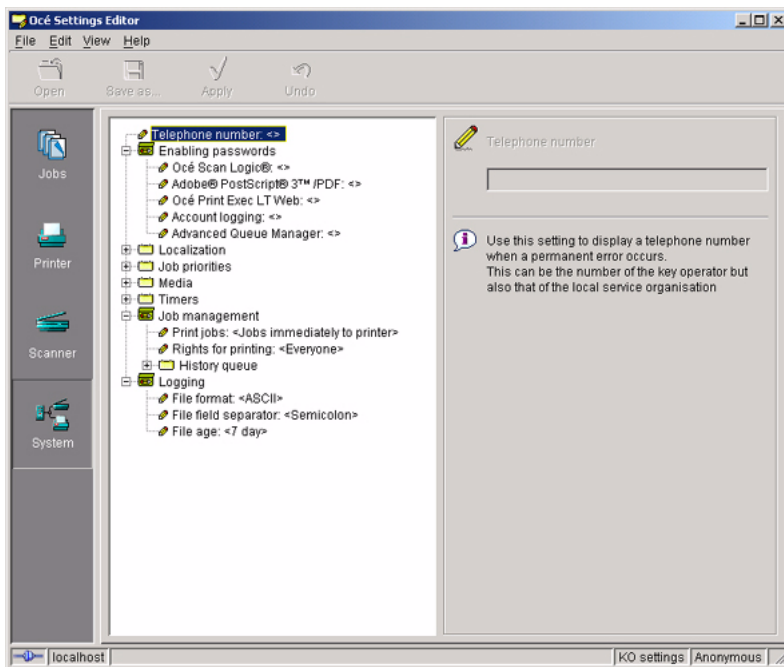 Océ Settings Editor
File Edit View Help
Open Save as... Apply Undo
Jobs
Printer
Scanner
System
Telephone number: <>
Enabling passwords
Océ Scan Logic®: <>
Adobe® PostScript® 3™ /PDF: <>
Océ Print Exec LT Web: <>
Account logging: <>
Advanced Queue Manager: <>
Localization
Job priorities
Media
Timers
Job management
Print jobs: <Jobs immediately to printer>
Rights for printing: <Everyone>
History queue
Logging
File format: <ASCII>
File field separator: <Semicolon>
File age: <7 day>
Telephone number
Use this setting to display a telephone number
when a permanent error occurs.
This can be the number of the key operator but
also that of the local service organisation
localhost KO settings Anonymous